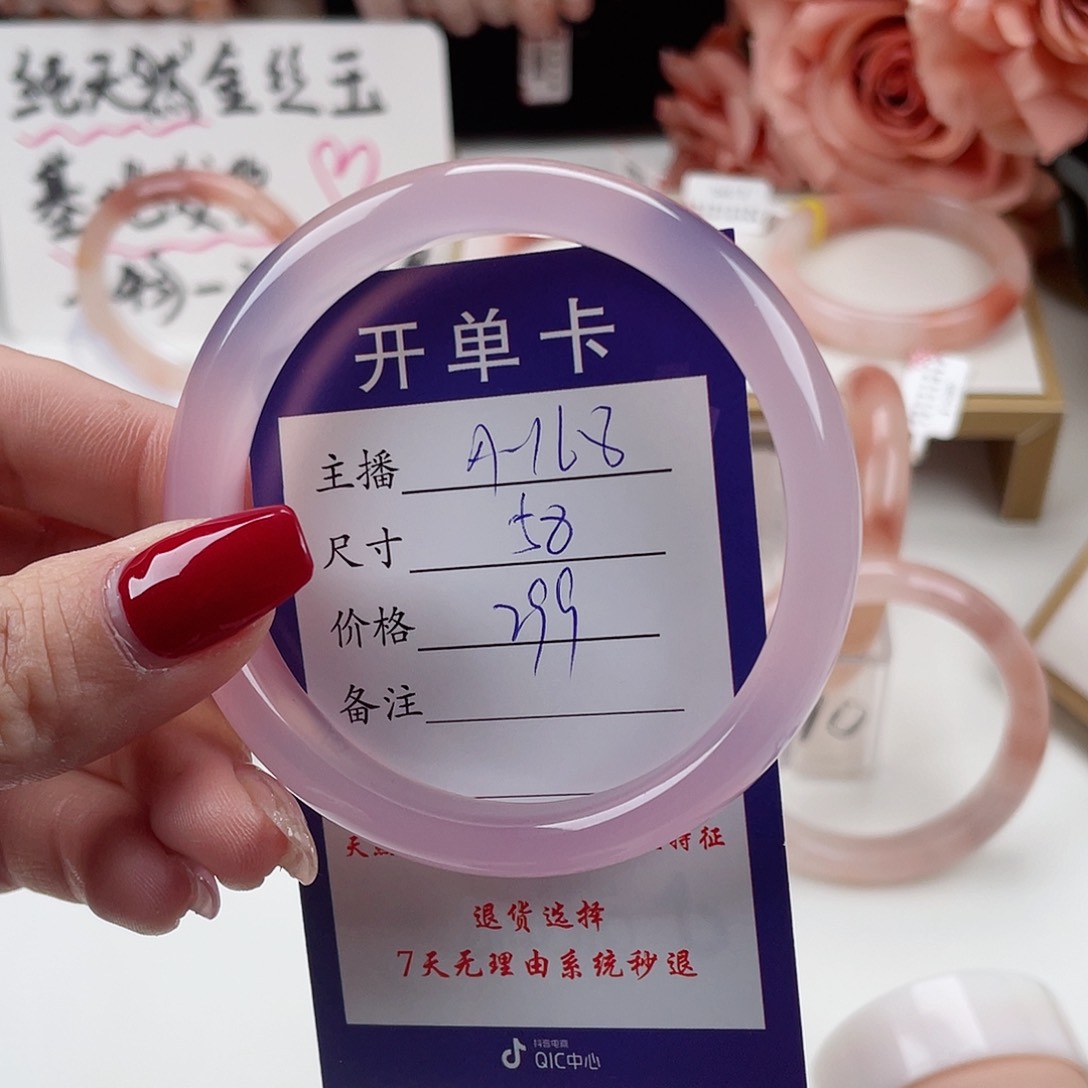 纯天然金丝玉
开单卡
主播 A-168
尺寸 58
价格 299
备注
特征
退货选择
7天无理由系统秒退
抖音电商
QIC中心